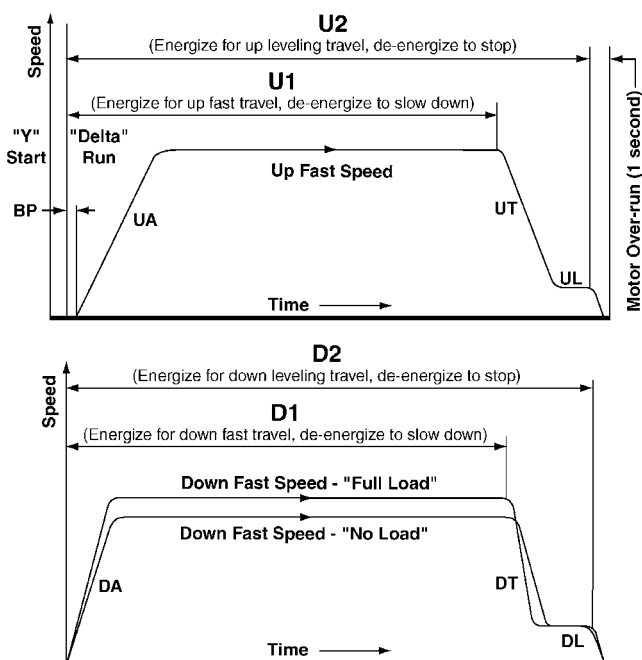 U2
(Energize for up leveling travel, de-energize to stop)
Speed
U1
(Energize for up fast travel, de-energize to slow down)
"Y" "Delta"
Start Run
Up Fast Speed
BP
UA
UT
UL
Time
Motor Over-run (1 second)
D2
(Energize for down leveling travel, de-energize to stop)
Speed
D1
(Energize for down fast travel, de-energize to slow down)
Down Fast Speed - "Full Load"
Down Fast Speed - "No Load"
DA
DT
DL
Time